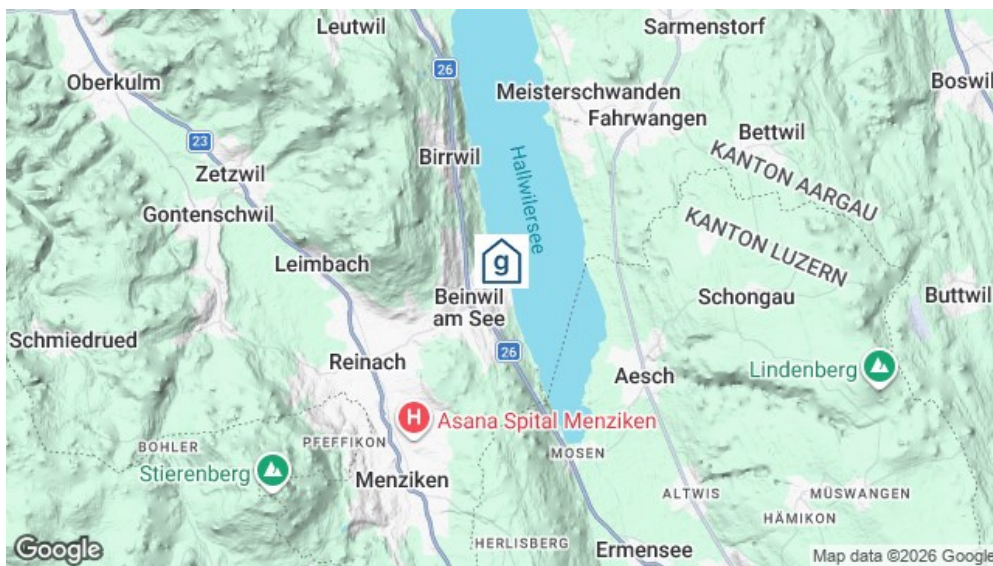 Leutwil
Sarmenstorf
26
Oberkulm
Boswil
Meisterschwanden
Fahrwangen
Bettwil
23
Birrwil
Zetzwil
KANTON AARGAU
Hallwilersee
Gontenschwil
KANTON LUZERN
g
Leimbach
Beinwil
am See
Schongau
Buttwil
Schmiedrued
26
Reinach
Aesch
Lindenberg
H
Asana Spital Menziken
BOHLER
PFEFFIKON
MOSEN
Stierenberg
Menziken
ALTWIS
MÜSWANGEN
HÄMIKON
HERLISBERG
Ermensee
Google
Map data ©2026 Google